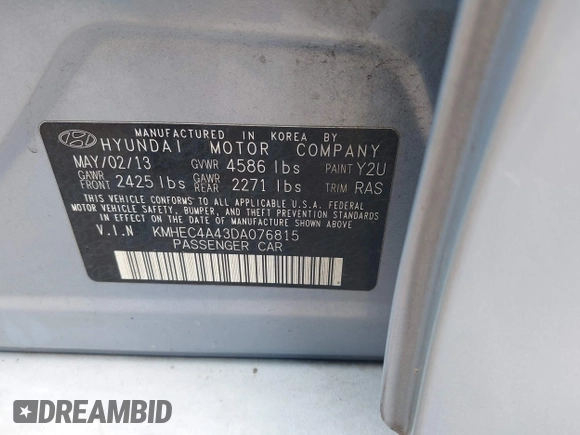 MANUFACTURED IN KOREA BY
HYUNDAI MOTOR COMPANY
MAY/02/13 GVWR 4586 lbs PAINT Y2U
GAWR FRONT 2425 lbs GAWR REAR 2271 lbs TRIM RAS
THIS VEHICLE CONFORMS TO ALL APPLICABLE U.S.A. FEDERAL
MOTOR VEHICLE SAFETY, BUMPER, AND THEFT PREVENTION STANDARDS
IN EFFECT ON THE DATE OF MANUFACTURE SHOWN ABOVE.
V.I.N KMHEC4A43DA076815
PASSENGER CAR
DREAMBID